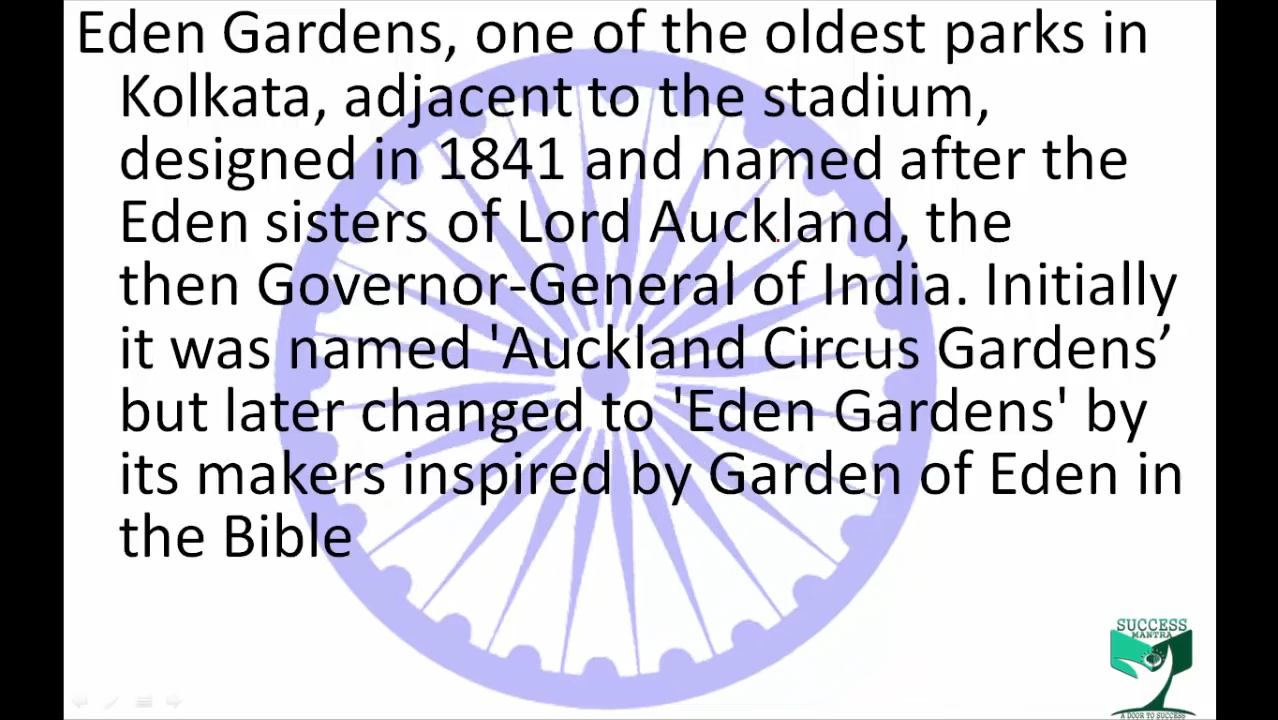 Eden Gardens, one of the oldest parks in
Kolkata, adjacent to the stadium,
designed in 1841 and named after the
Eden sisters of Lord Auckland, the
then Governor-General of India. Initially
it was named 'Auckland Circus Gardens’
but later changed to 'Eden Gardens' by
its makers inspired by Garden of Eden in
the Bible
SUCCESS
MANTRA
A DOOR TO SUCCESS